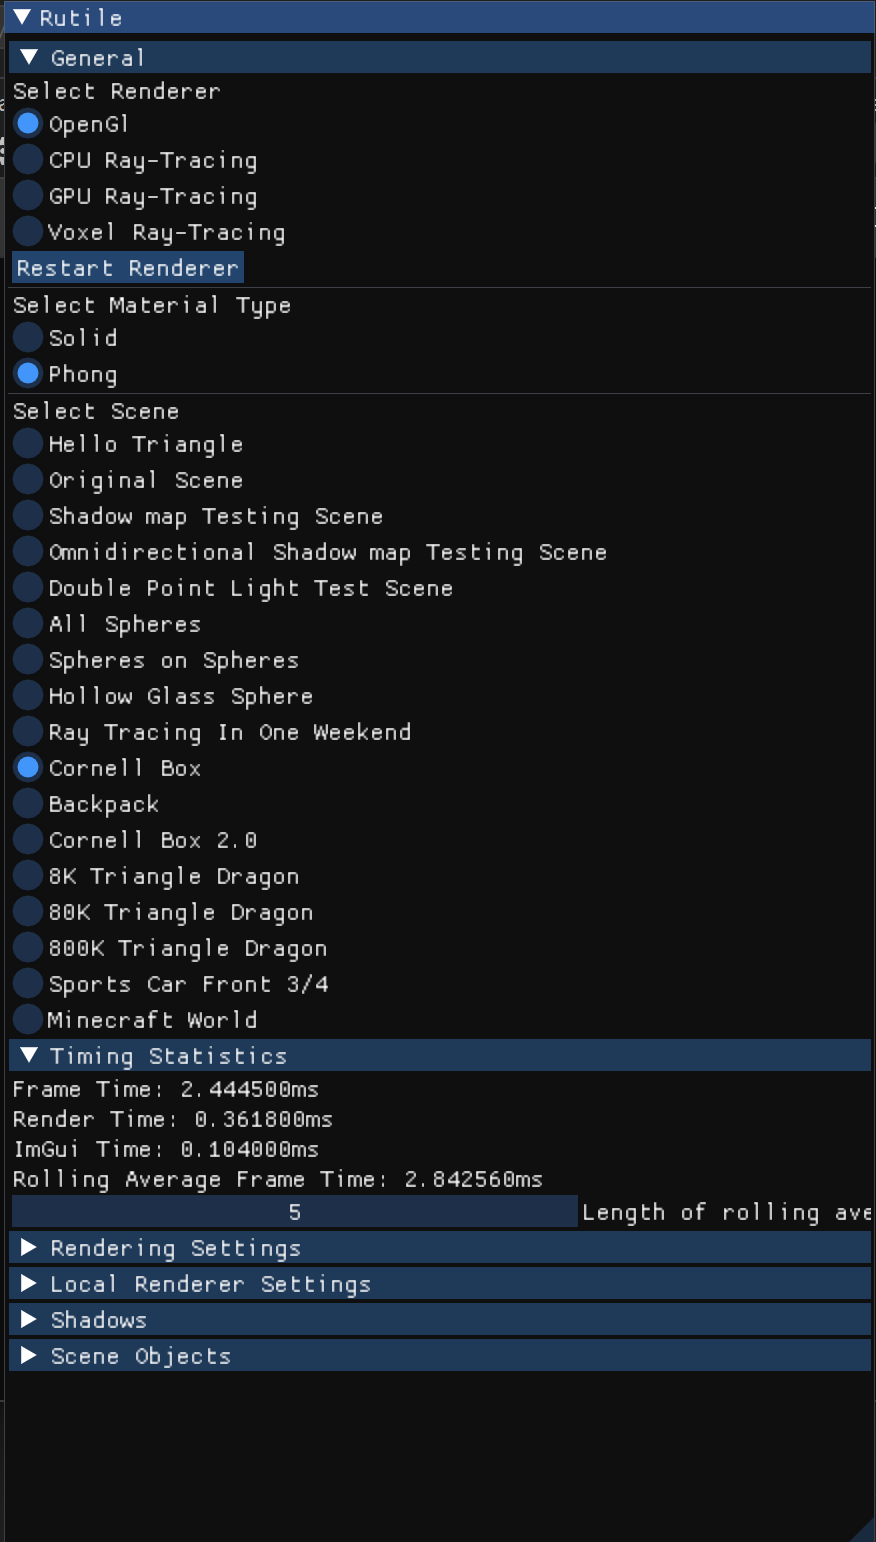 Rutile
General
Select Renderer
OpenGl
CPU Ray-Tracing
GPU Ray-Tracing
Voxel Ray-Tracing
Restart Renderer
Select Material Type
Solid
Phong
Select Scene
Hello Triangle
Original Scene
Shadow map Testing Scene
Omnidirectional Shadow map Testing Scene
Double Point Light Test Scene
All Spheres
Spheres on Spheres
Hollow Glass Sphere
Ray Tracing In One Weekend
Cornell Box
Backpack
Cornell Box 2.0
8K Triangle Dragon
80K Triangle Dragon
800K Triangle Dragon
Sports Car Front 3/4
Minecraft World
Timing Statistics
Frame Time: 2.444500ms
Render Time: 0.361800ms
ImGui Time: 0.104000ms
Rolling Average Frame Time: 2.842560ms
5 Length of rolling ave
Rendering Settings
Local Renderer Settings
Shadows
Scene Objects